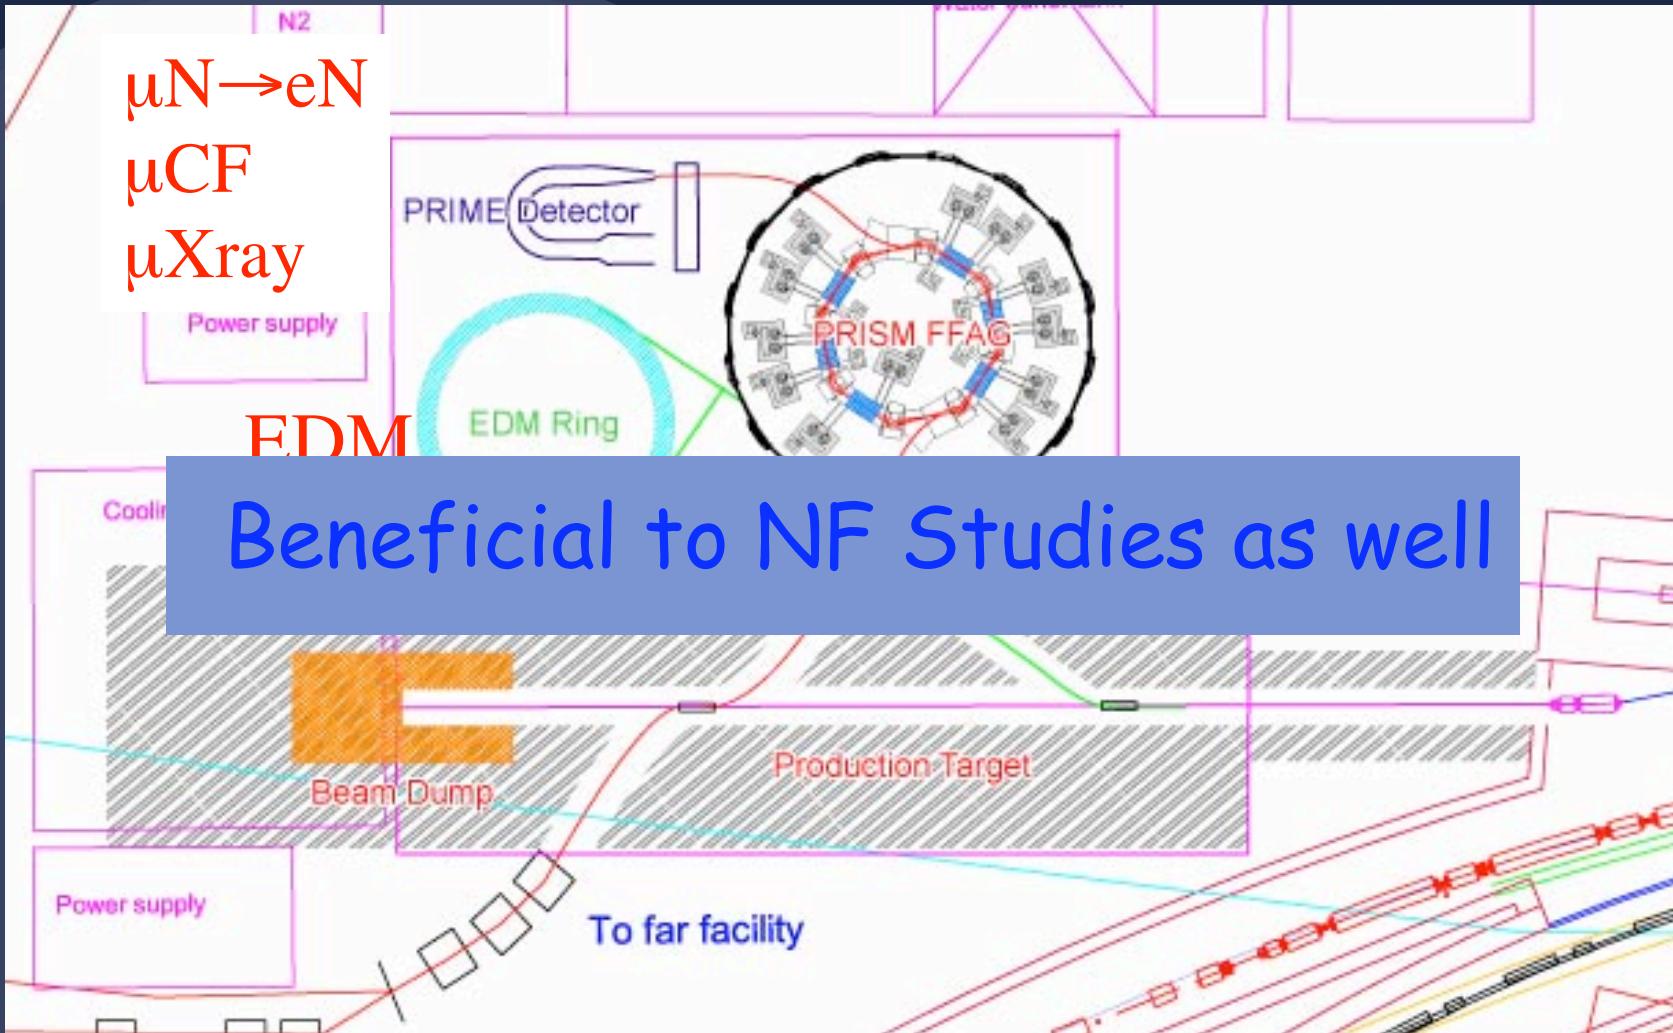 N2
μN→eN
μCF
μXray
PRIME Detector
PRISM FFAG
Power supply
EDM Ring
EDM
Beneficial to NF Studies as well
Production Target
Beam Dump
Power supply
To far facility